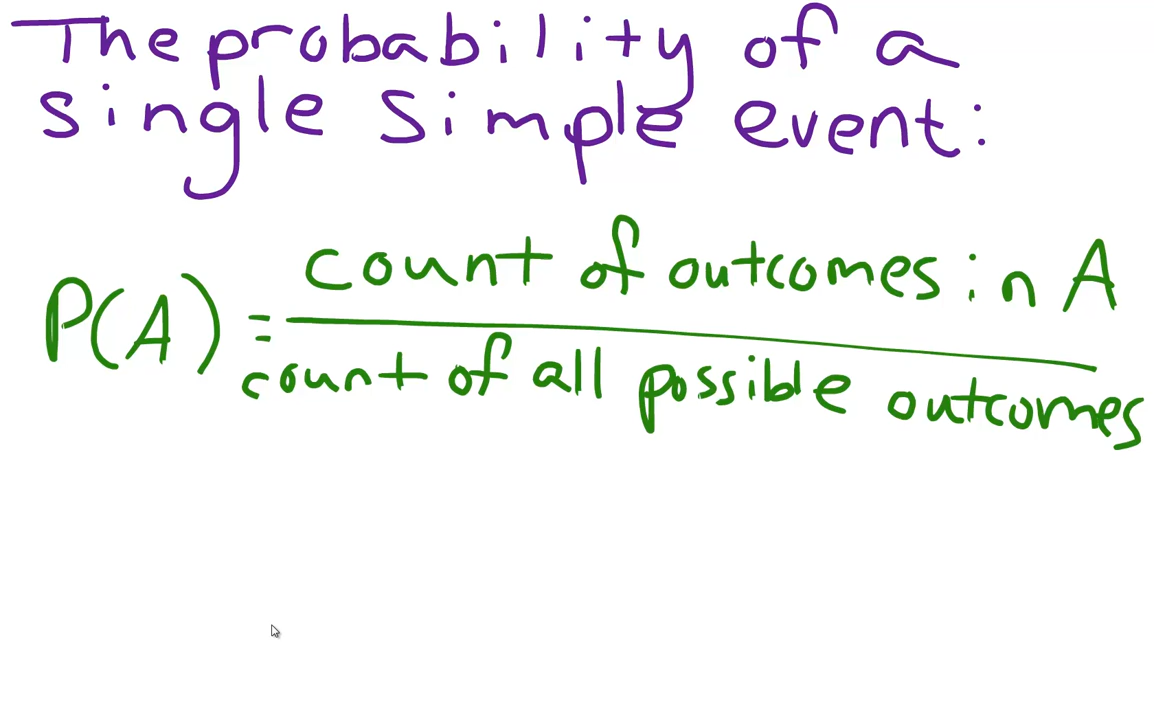 The probability of a
single simple event:
count of outcomes in A
P(A) =
count of all possible outcomes